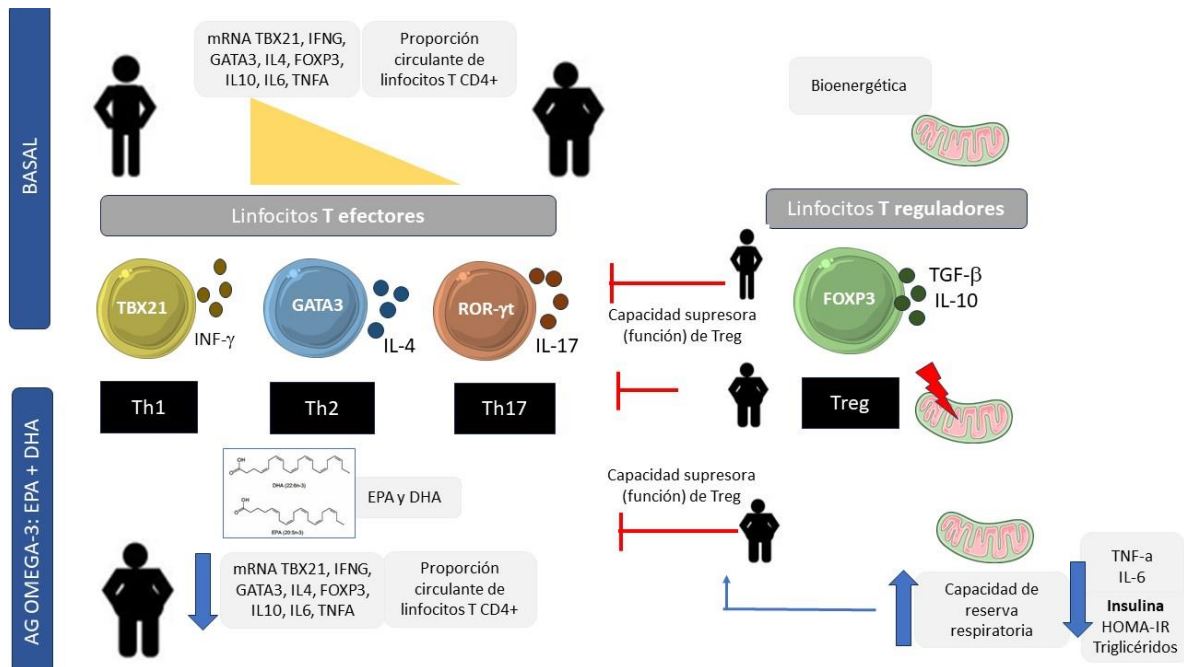 BASAL
mRNA TBX21, IFNG,
GATA3, IL4, FOXP3,
IL10, IL6, TNFA
Proporción
circulante de
linfocitos T CD4+
Bioenergética
Linfocitos T efectores
Linfocitos T reguladores
TBX21
INF-γ
GATA3
IL-4
ROR-γt
IL-17
Capacidad supresora
(función) de Treg
FOXP3
TGF-β
IL-10
Th1
Th2
Th17
Treg
AG OMEGA-3: EPA + DHA
O
OH
DHA (22:6n-3)
O
OH
EPA (20:5n3)
EPA y DHA
Capacidad supresora
(función) de Treg
mRNA TBX21, IFNG,
GATA3, IL4, FOXP3,
IL10, IL6, TNFA
Proporción
circulante de
linfocitos T CD4+
Capacidad de
reserva
respiratoria
TNF-a
IL-6
Insulina
HOMA-IR
Triglicéridos